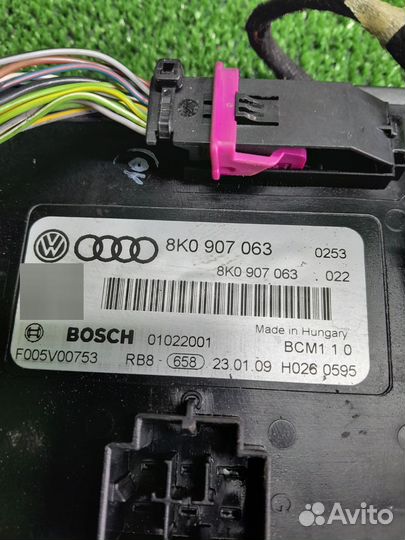 8K0 907 063 0253
8K0 907 063 022
BOSCH 01022001 Made in Hungary
BCM1 1 0
F005V00753 RB8- 658 23.01.09 H026 0595
Avito